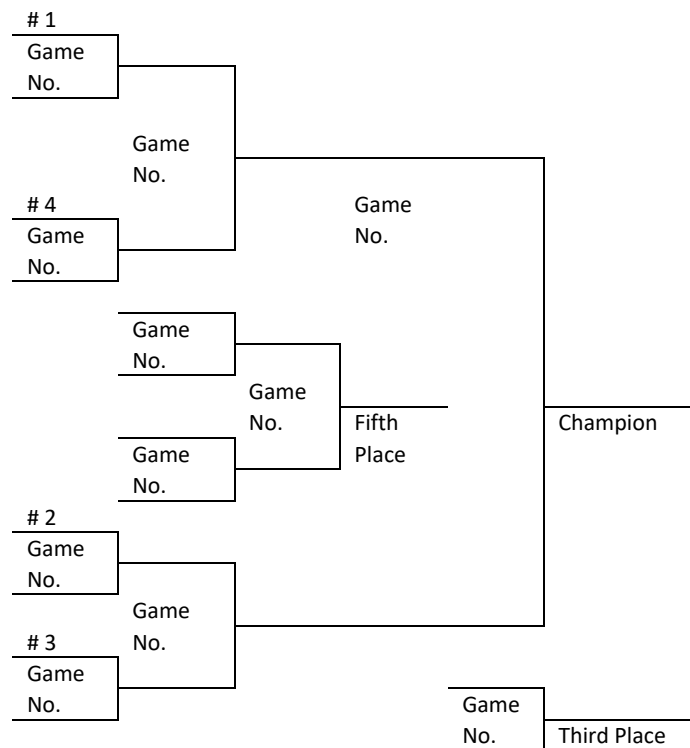 # 1
Game
No.
Game
No.
# 4
Game
No.
Game
No.
Game
No.
Game
No.
Fifth
Place
Champion
Game
No.
# 2
Game
No.
Game
No.
# 3
Game
No.
Game
No.
Third Place